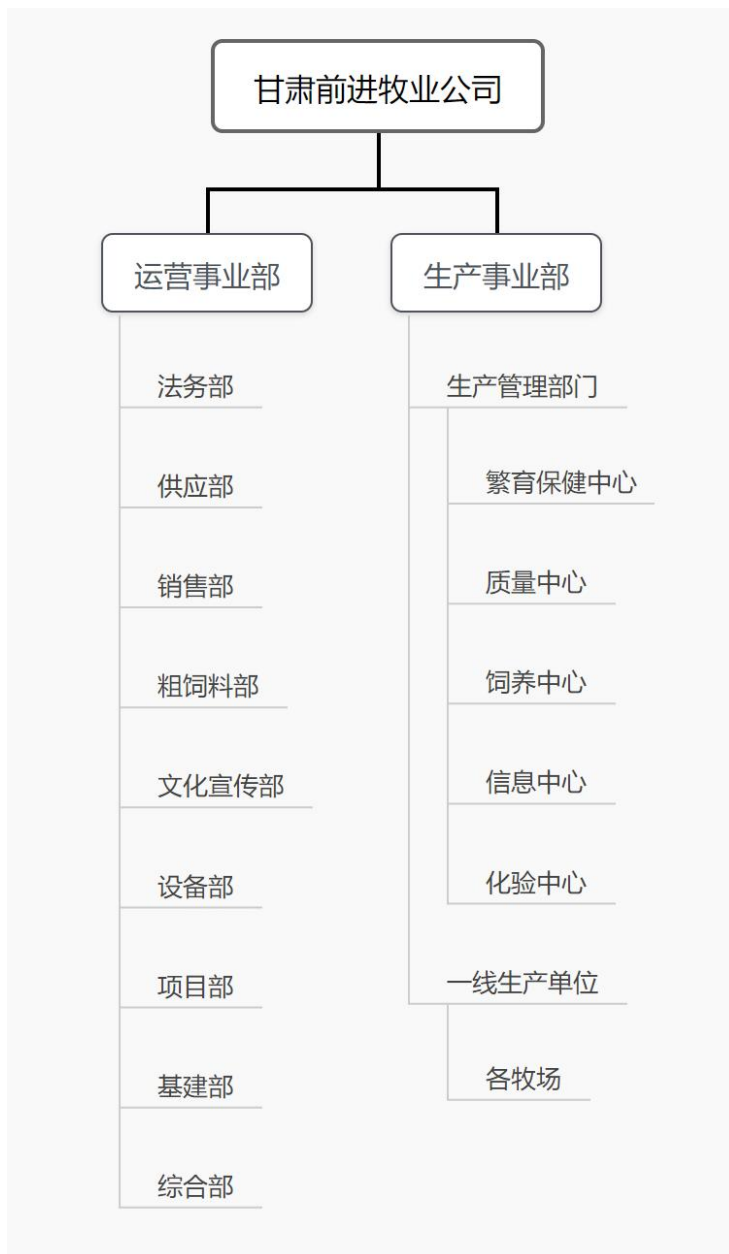 甘肃前进牧业公司
运营事业部
法务部
供应部
销售部
粗饲料部
文化宣传部
设备部
项目部
基建部
综合部
生产事业部
生产管理部门
繁育保健中心
质量中心
饲养中心
信息中心
化验中心
一线生产单位
各牧场